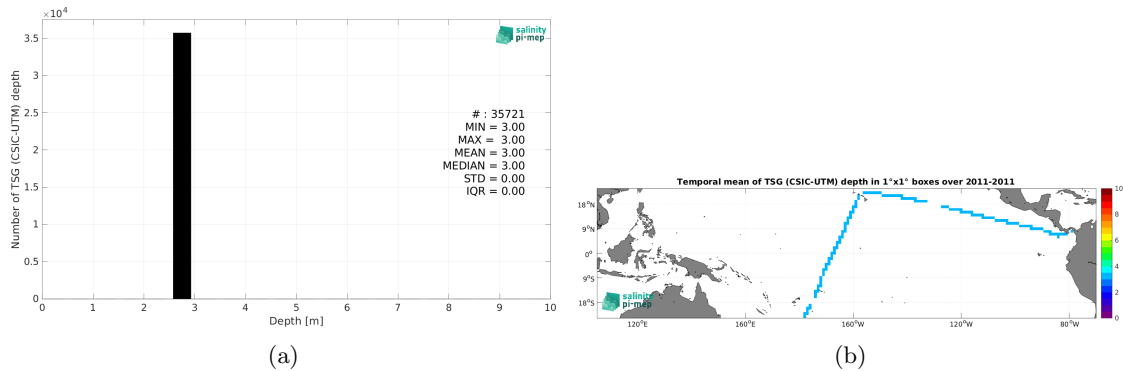 ×10⁴
3.5
3
2.5
2
1.5
1
0.5
0
Number of TSG (CSIC-UTM) depth
salinity
pi-mep
# : 35721
MIN = 3.00
MAX = 3.00
MEAN = 3.00
MEDIAN = 3.00
STD = 0.00
IQR = 0.00
0 1 2 3 4 5 6 7 8 9 10
Depth [m]
(a)
Temporal mean of TSG (CSIC-UTM) depth in 1°x1° boxes over 2011-2011
18°N
9°N
0°
9°S
18°S
salinity
pi-mep
120°E 160°E 160°W 120°W 80°W
10
8
6
4
2
0
(b)